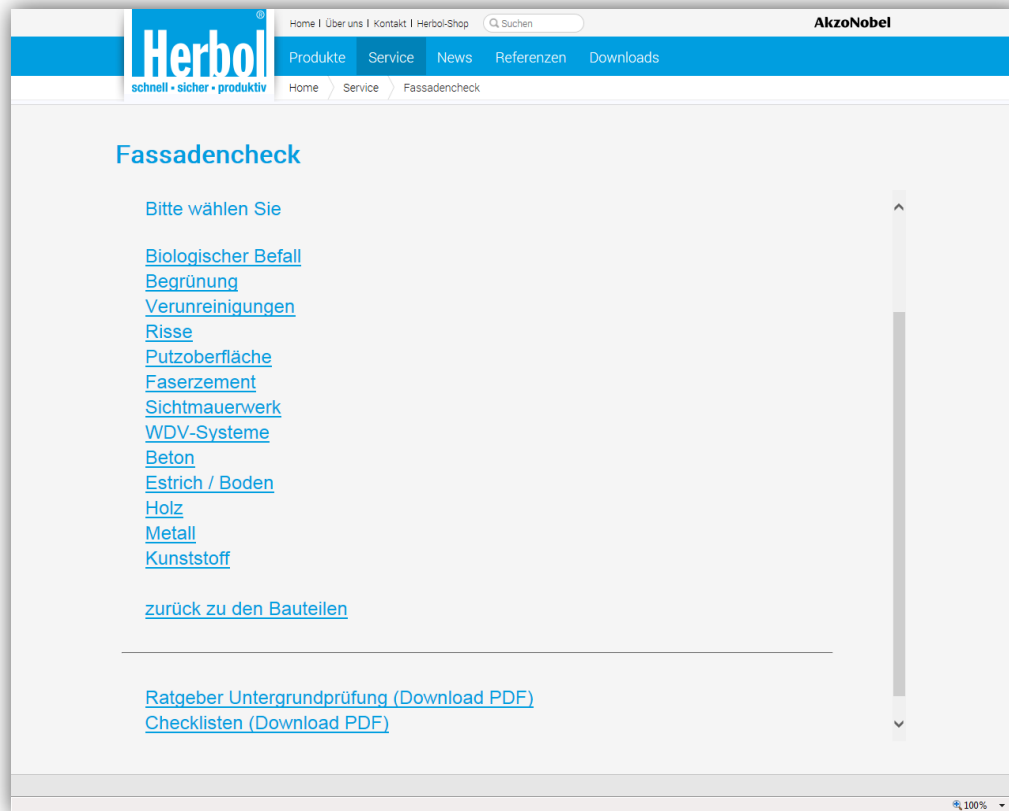 Herbol®
schnell • sicher • produktiv
Home I Über uns I Kontakt I Herbol-Shop
Suchen
AkzoNobel
Produkte Service News Referenzen Downloads
Home Service Fassadencheck
Fassadencheck
Bitte wählen Sie
Biologischer Befall
Begrünung
Verunreinigungen
Risse
Putzoberfläche
Faserzement
Sichtmauerwerk
WDV-Systeme
Beton
Estrich / Boden
Holz
Metall
Kunststoff
zurück zu den Bauteilen
Ratgeber Untergrundprüfung (Download PDF)
Checklisten (Download PDF)
100%